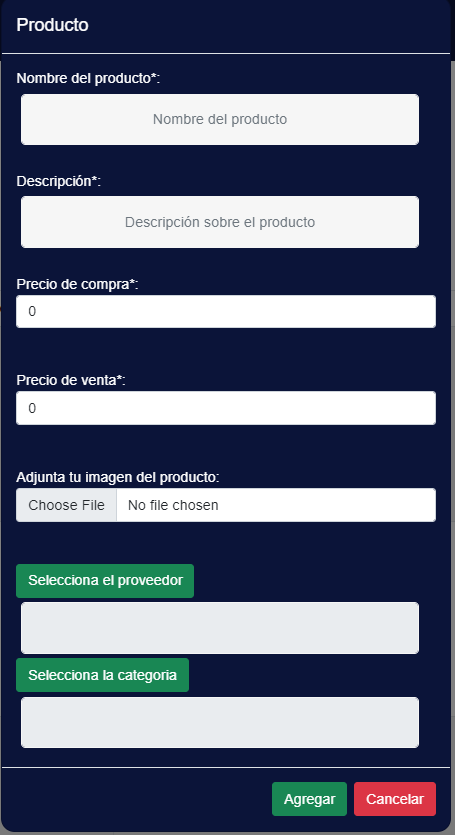 Producto
Nombre del producto*:
Nombre del producto
Descripción*:
Descripción sobre el producto
Precio de compra*:
0
Precio de venta*:
0
Adjunta tu imagen del producto:
Choose File No file chosen
Selecciona el proveedor
Selecciona la categoria
Agregar Cancelar